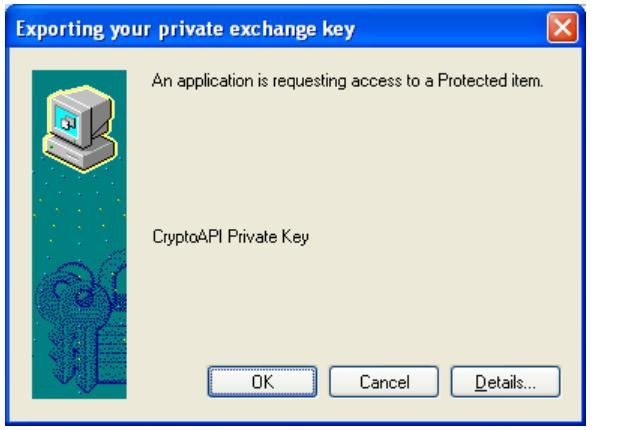 Exporting your private exchange key
An application is requesting access to a Protected item.
CryptoAPI Private Key
OK Cancel Details...